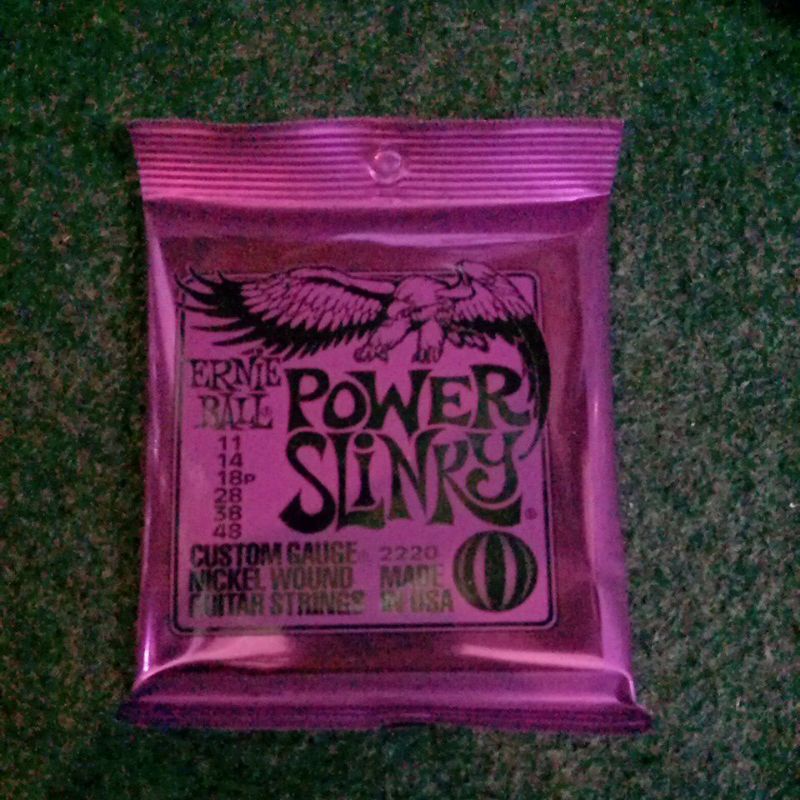 ERNIE
BALL®
POWER
SLINKY®
11
14
18P
28
38
48
CUSTOM GAUGE®
NICKEL WOUND
GUITAR STRINGS
2220
MADE
IN USA